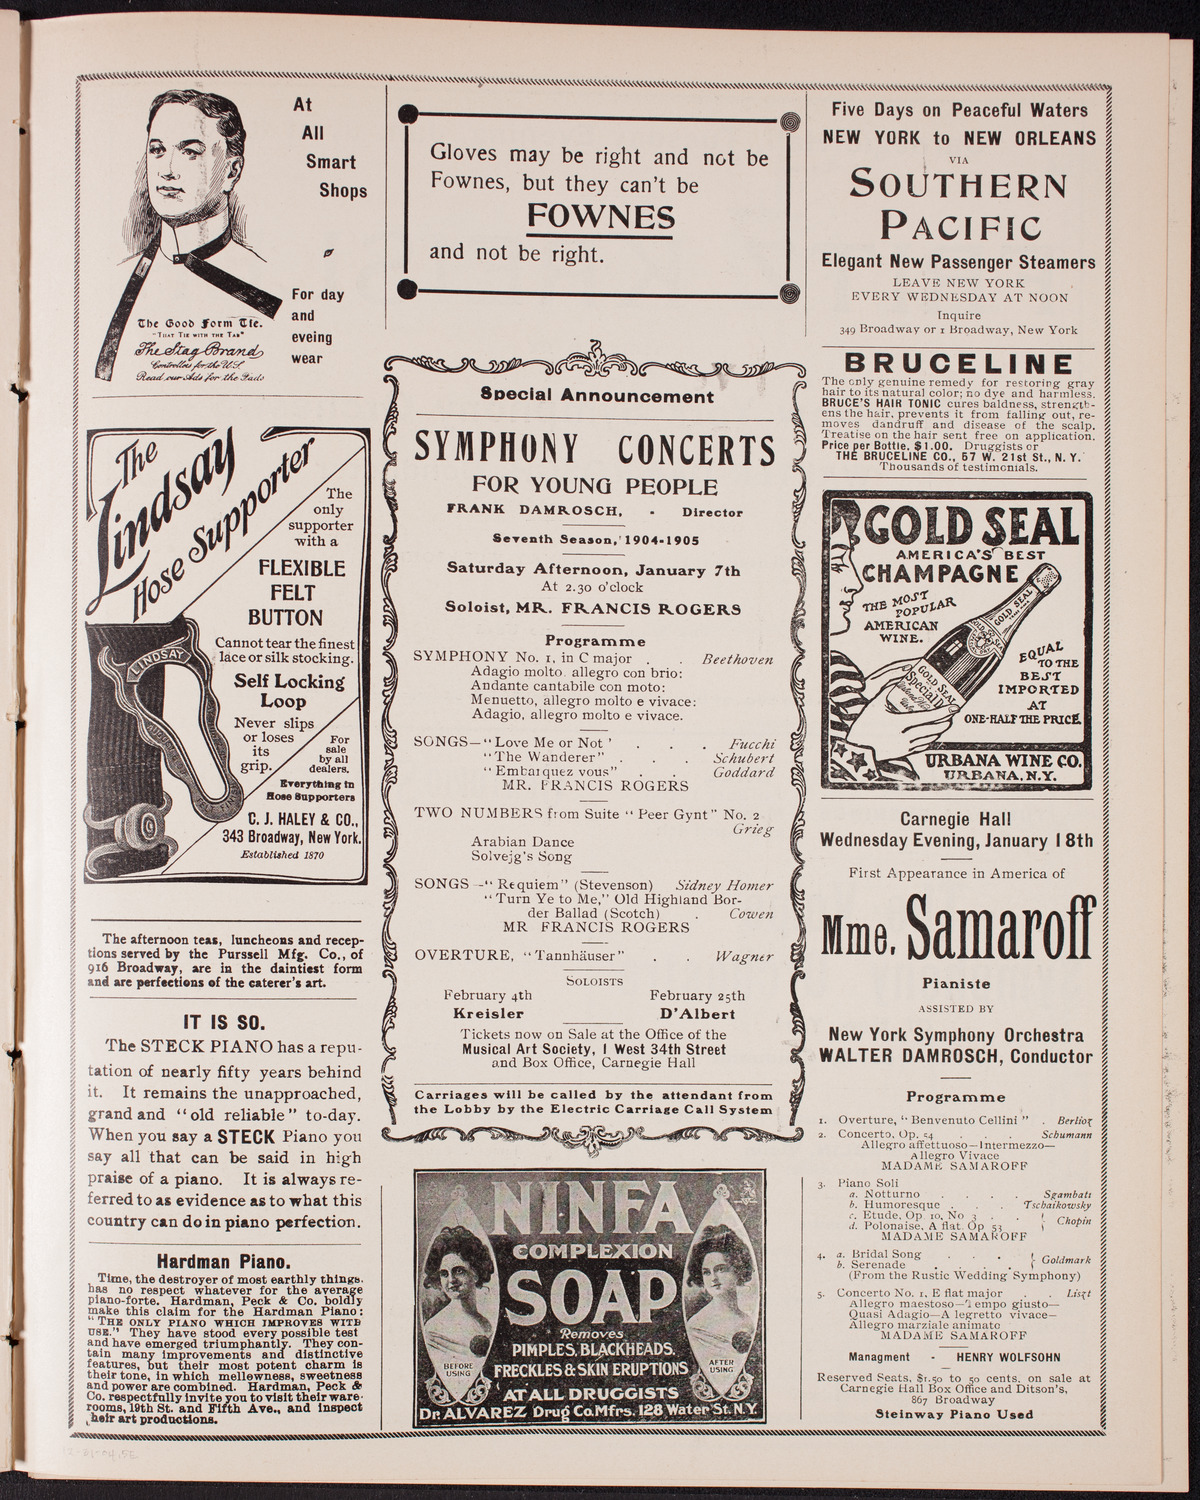 At
All
Smart
Shops
For day
and
eveing
wear
The Good Form Tie.
"That Tie with the Tab"
The Stag Brand
Controllers for the U.S.
Read our Ads for the Fads
The
Lindsay
Hose Supporter
The
only
supporter
with a
FLEXIBLE
FELT
BUTTON
Cannot tear the finest
lace or silk stocking.
Self Locking
Loop
Never slips
or loses
its
grip.
For
sale
by all
dealers.
Everything in
Hose Supporters
C. J. HALEY & CO.,
343 Broadway, New York.
Established 1870
LINDSAY
The afternoon teas, luncheons and recep-
tions served by the Purssell Mfg. Co., of
916 Broadway, are in the daintiest form
and are perfections of the caterer's art.
IT IS SO.
The STECK PIANO has a repu-
tation of nearly fifty years behind
it. It remains the unapproached,
grand and "old reliable" to-day.
When you say a STECK Piano you
say all that can be said in high
praise of a piano. It is always re-
ferred to as evidence as to what this
country can do in piano perfection.
Hardman Piano.
Time, the destroyer of most earthly things.
has no respect whatever for the average
piano-forte. Hardman, Peck & Co. boldly
make this claim for the Hardman Piano:
"THE ONLY PIANO WHICH IMPROVES WITH
USE." They have stood every possible test
and have emerged triumphantly. They con-
tain many improvements and distinctive
features, but their most potent charm is
their tone, in which mellewness, sweetness
and power are combined. Hardman, Peck &
Co. respectfully invite you to visit their ware-
rooms, 19th St. and Fifth Ave., and inspect
heir art productions.
Gloves may be right and not be
Fownes, but they can't be
FOWNES
and not be right.
Special Announcement
SYMPHONY CONCERTS
FOR YOUNG PEOPLE
FRANK DAMROSCH, - Director
Seventh Season, 1904-1905
Saturday Afternoon, January 7th
At 2.30 o'clock
Soloist, MR. FRANCIS ROGERS
Programme
SYMPHONY No. 1, in C major . . Beethoven
Adagio molto. allegro con brio:
Andante cantabile con moto:
Menuetto, allegro molto e vivace:
Adagio, allegro molto e vivace.
SONGS—"Love Me or Not' . . . Fucchi
"The Wanderer" . . . Schubert
"Embarquez vous" . . Goddard
MR. FRANCIS ROGERS
TWO NUMBERS from Suite "Peer Gynt" No. 2
Grieg
Arabian Dance
Solvejg's Song
SONGS—"Requiem" (Stevenson) Sidney Homer
"Turn Ye to Me," Old Highland Bor-
der Ballad (Scotch) . Cowen
MR FRANCIS ROGERS
OVERTURE, "Tannhäuser" . . Wagner
SOLOISTS
February 4th February 25th
Kreisler D'Albert
Tickets now on Sale at the Office of the
Musical Art Society, 1 West 34th Street
and Box Office, Carnegie Hall
Carriages will be called by the attendant from
the Lobby by the Electric Carriage Call System
NINFA
COMPLEXION
SOAP
Removes
PIMPLES, BLACKHEADS.
FRECKLES & SKIN ERUPTIONS
AT ALL DRUGGISTS
Dr. ALVAREZ Drug Co. Mfrs. 128 Water St. N.Y.
BEFORE
USING
AFTER
USING
Five Days on Peaceful Waters
NEW YORK to NEW ORLEANS
VIA
SOUTHERN
PACIFIC
Elegant New Passenger Steamers
LEAVE NEW YORK
EVERY WEDNESDAY AT NOON
Inquire
349 Broadway or 1 Broadway, New York
BRUCELINE
The only genuine remedy for restoring gray
hair to its natural color; no dye and harmless.
BRUCE'S HAIR TONIC cures baldness, strength-
ens the hair, prevents it from falling out, re-
moves dandruff and disease of the scalp.
Treatise on the hair sent free on application.
Price per Bottle, $1.00. Druggists or
THE BRUCELINE CO., 57 W. 21st St., N. Y.
Thousands of testimonials.
GOLD SEAL
AMERICA'S BEST
CHAMPAGNE
THE MOST
POPULAR
AMERICAN
WINE.
GOLD SEAL
GOLD SEAL
Special Dry
EQUAL
TO THE
BEST
IMPORTED
AT
ONE-HALF THE PRICE
URBANA WINE CO.
URBANA, N.Y.
Carnegie Hall
Wednesday Evening, January 18th
First Appearance in America of
Mme. Samaroff
Pianiste
ASSISTED BY
New York Symphony Orchestra
WALTER DAMROSCH, Conductor
Programme
1. Overture, "Benvenuto Cellini" . Berlioz
2. Concerto, Op. 54 . . . Schumann
Allegro affettuoso—Intermezzo—
Allegro Vivace
MADAME SAMAROFF
3. Piano Soli
a. Notturno . . . . Sgambati
b. Humoresque . . . Tschaikowsky
c. Etude, Op. 10, No 3 . .
d. Polonaise, A flat. Op 53
Chopin
MADAME SAMAROFF
4. a. Bridal Song . . .
b. Serenade . . . .
Goldmark
(From the Rustic Wedding Symphony)
5. Concerto No. 1, E flat major . . Liszt
Allegro maestoso—Tempo giusto—
Quasi Adagio—Alegretto vivace—
Allegro marziale animato
MADAME SAMAROFF
Managment - HENRY WOLFSOHN
Reserved Seats, $1.50 to 50 cents, on sale at
Carnegie Hall Box Office and Ditson's,
867 Broadway
Steinway Piano Used
12-31-04.5E